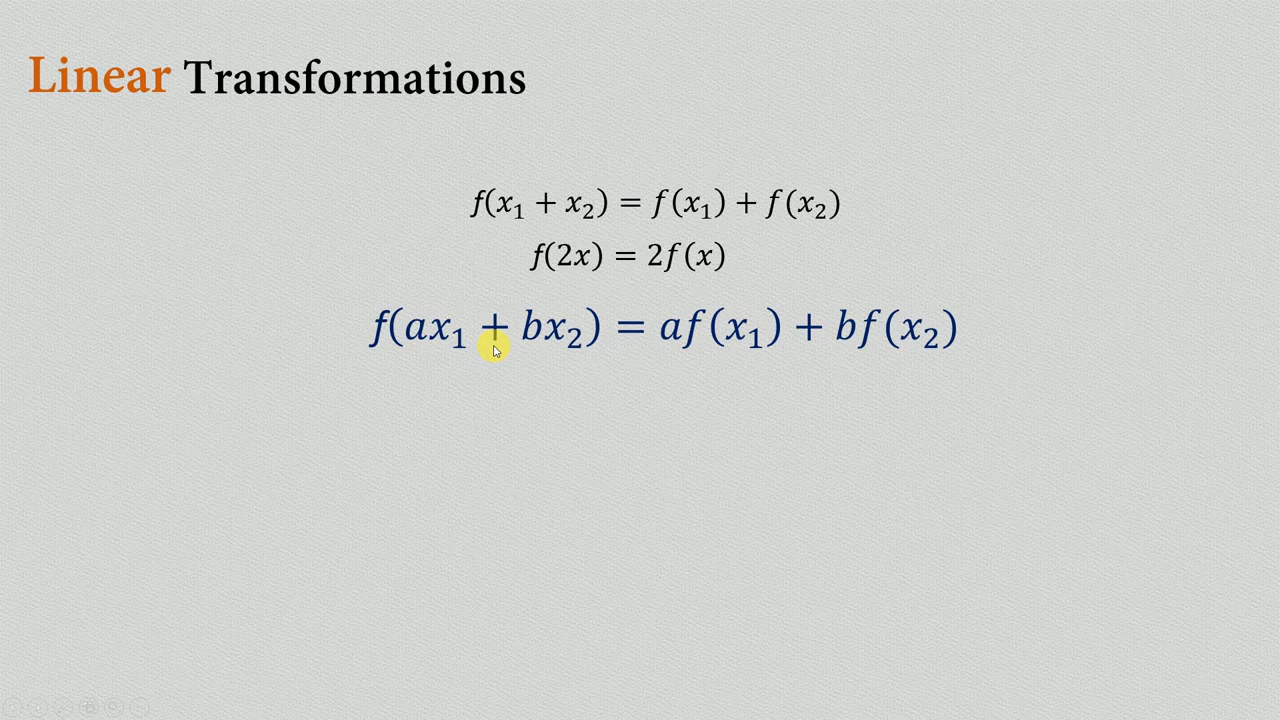 Linear Transformations
f(x₁ + x₂) = f(x₁) + f(x₂)
f(2x) = 2f(x)
f(ax₁ + bx₂) = af(x₁) + bf(x₂)